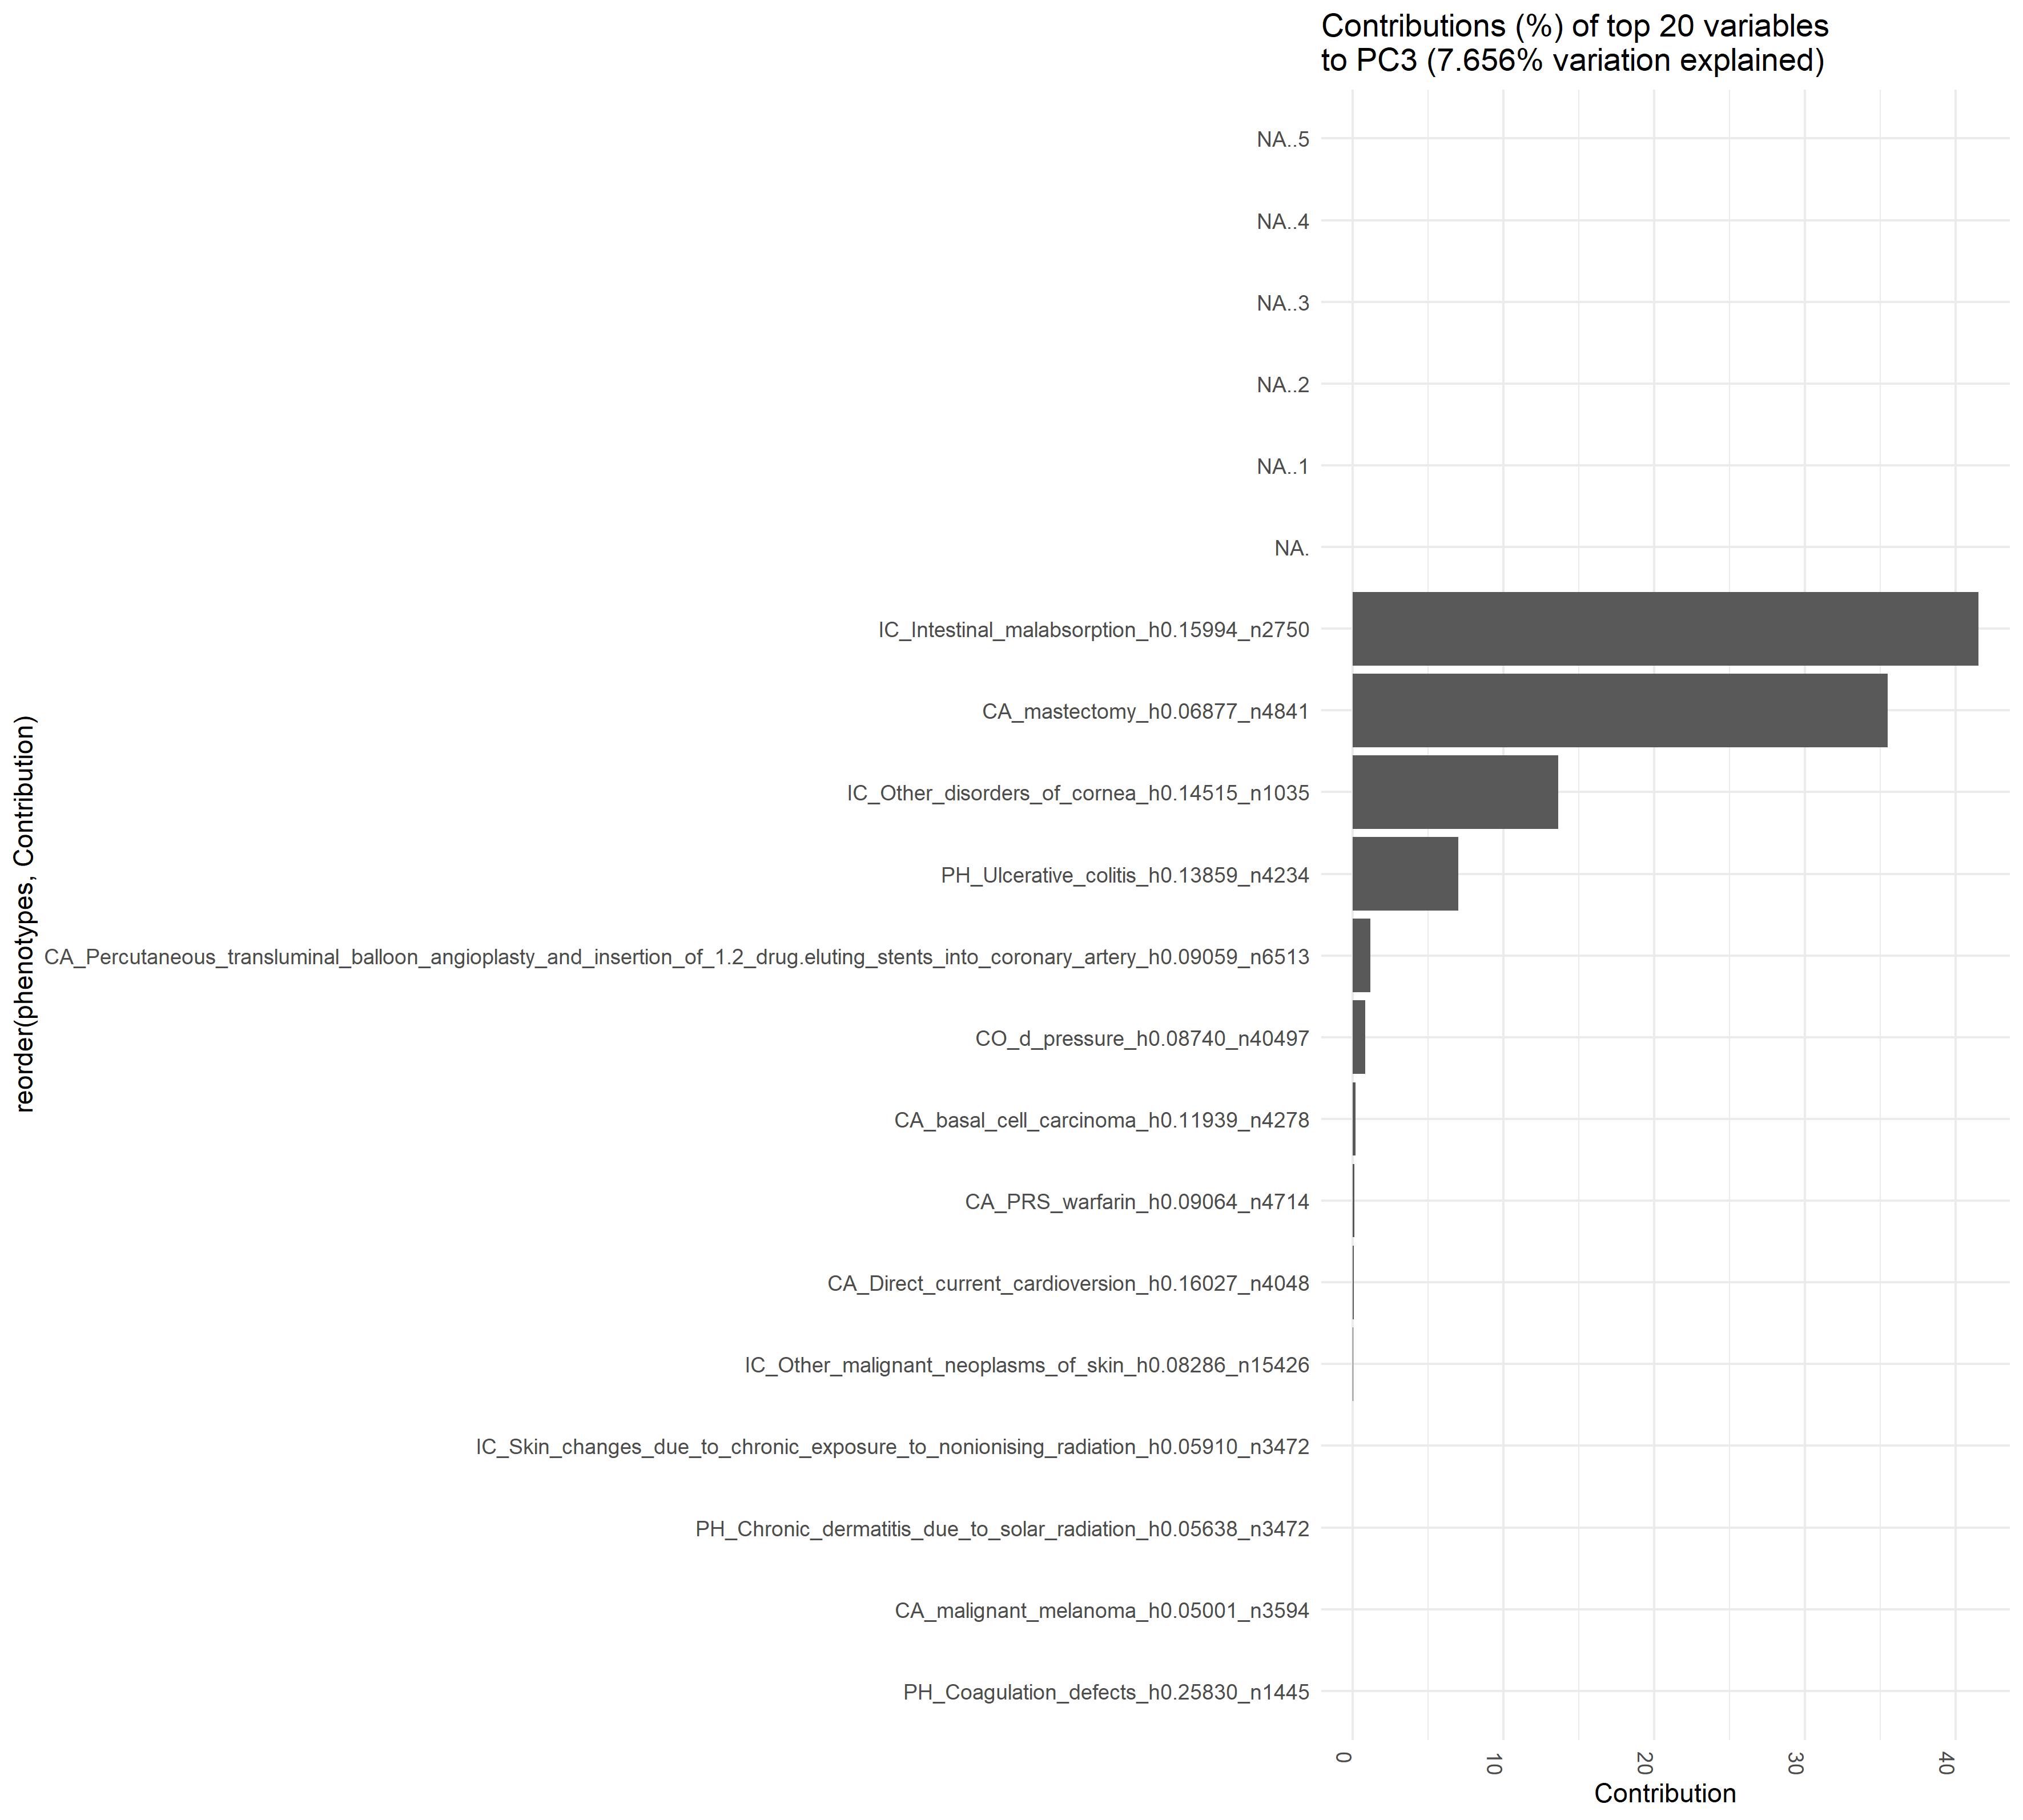 Contributions (%) of top 20 variables
to PC3 (7.656% variation explained)
NA..5
NA..4
NA..3
NA..2
NA..1
NA.
IC_Intestinal_malabsorption_h0.15994_n2750
CA_mastectomy_h0.06877_n4841
IC_Other_disorders_of_cornea_h0.14515_n1035
PH_Ulcerative_colitis_h0.13859_n4234
CA_Percutaneous_transluminal_balloon_angioplasty_and_insertion_of_1.2_drug.eluting_stents_into_coronary_artery_h0.09059_n6513
CO_d_pressure_h0.08740_n40497
CA_basal_cell_carcinoma_h0.11939_n4278
CA_PRS_warfarin_h0.09064_n4714
CA_Direct_current_cardioversion_h0.16027_n4048
IC_Other_malignant_neoplasms_of_skin_h0.08286_n15426
IC_Skin_changes_due_to_chronic_exposure_to_nonionising_radiation_h0.05910_n3472
PH_Chronic_dermatitis_due_to_solar_radiation_h0.05638_n3472
CA_malignant_melanoma_h0.05001_n3594
PH_Coagulation_defects_h0.25830_n1445
reorder(phenotypes, Contribution)
0
10
20
30
40
Contribution